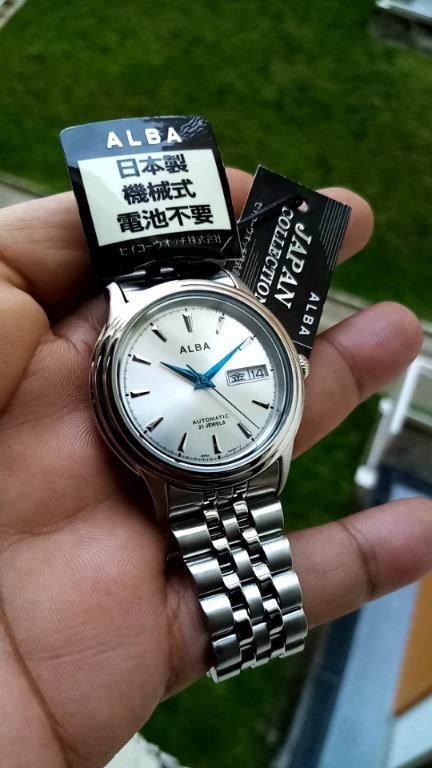 ALBA
日本製
機械式
電池不要
セイコーウオッチ株式会社
ALBA
JAPAN
COLLECTION
ALBA
金 14
AUTOMATIC
21 JEWELS